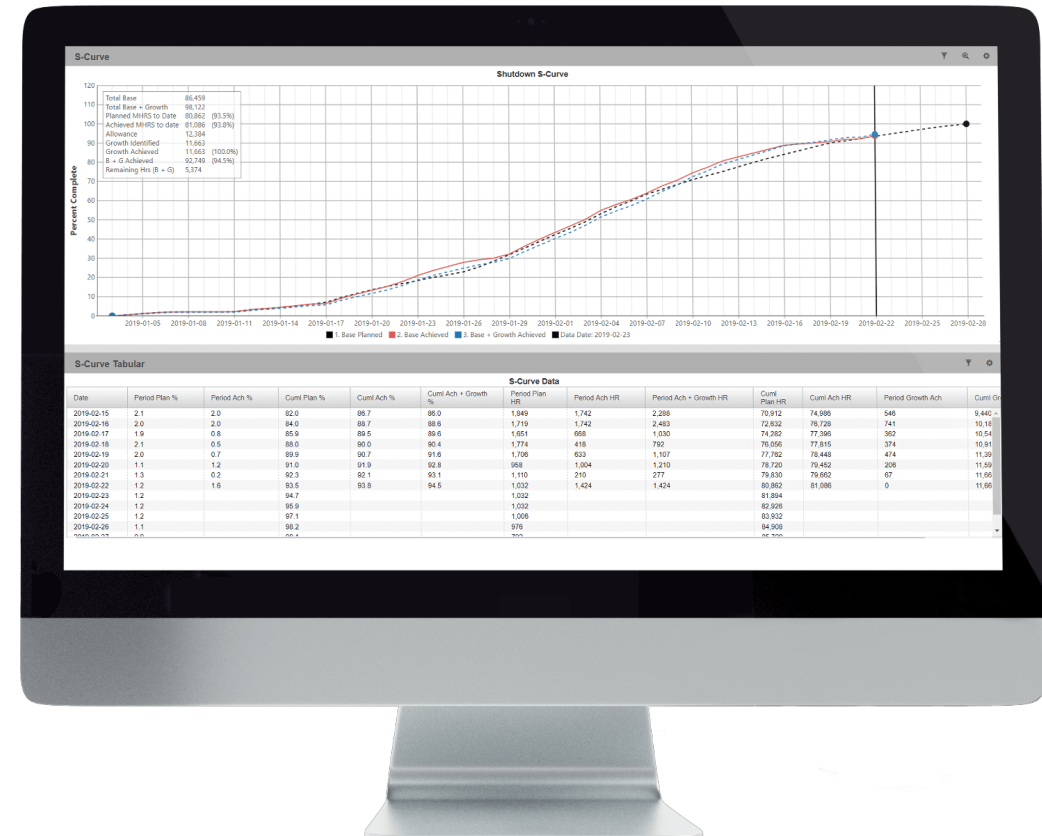 S-Curve
Shutdown S-Curve
120
110
100
90
80
70
60
50
40
30
20
10
0
Percent Complete
Total Base 86,459
Total Base + Growth 98,122
Planned MHRS to Date 80,862 (93.5%)
Achieved MHRS to date 81,086 (93.8%)
Allowance 12,384
Growth Identified 11,663
Growth Achieved 11,663 (100.0%)
B + G Achieved 92,749 (94.5%)
Remaining Hrs (B + G) 5,374
2019-01-05 2019-01-08 2019-01-11 2019-01-14 2019-01-17 2019-01-20 2019-01-23 2019-01-26 2019-01-29 2019-02-01 2019-02-04 2019-02-07 2019-02-10 2019-02-13 2019-02-16 2019-02-19 2019-02-22 2019-02-25 2019-02-28
1. Base Planned 2. Base Achieved 3. Base + Growth Achieved Data Date: 2019-02-23
S-Curve Tabular
S-Curve Data
Date Period Plan % Period Ach % Cuml Plan % Cuml Ach % Cuml Ach + Growth % Period Plan HR Period Ach HR Period Ach + Growth HR Cuml Plan HR Cuml Ach HR Period Growth Ach Cuml Gr
2019-02-15 2.1 2.0 82.0 86.7 86.0 1,849 1,742 2,288 70,912 74,986 546 9,440
2019-02-16 2.0 2.0 84.0 88.7 88.6 1,719 1,742 2,483 72,632 76,728 741 10,18
2019-02-17 1.9 0.8 85.9 89.5 89.6 1,651 668 1,030 74,282 77,396 362 10,54
2019-02-18 2.1 0.5 88.0 90.0 90.4 1,774 418 792 76,056 77,815 374 10,91
2019-02-19 2.0 0.7 89.9 90.7 91.6 1,706 633 1,107 77,762 78,448 474 11,39
2019-02-20 1.1 1.2 91.0 91.9 92.8 958 1,004 1,210 78,720 79,452 206 11,59
2019-02-21 1.3 0.2 92.3 92.1 93.1 1,110 210 277 79,830 79,662 67 11,66
2019-02-22 1.2 1.6 93.5 93.8 94.5 1,032 1,424 1,424 80,862 81,086 0 11,66
2019-02-23 1.2 94.7 1,032 81,894
2019-02-24 1.2 95.9 1,032 82,926
2019-02-25 1.2 97.1 1,006 83,932
2019-02-26 1.1 98.2 976 84,908